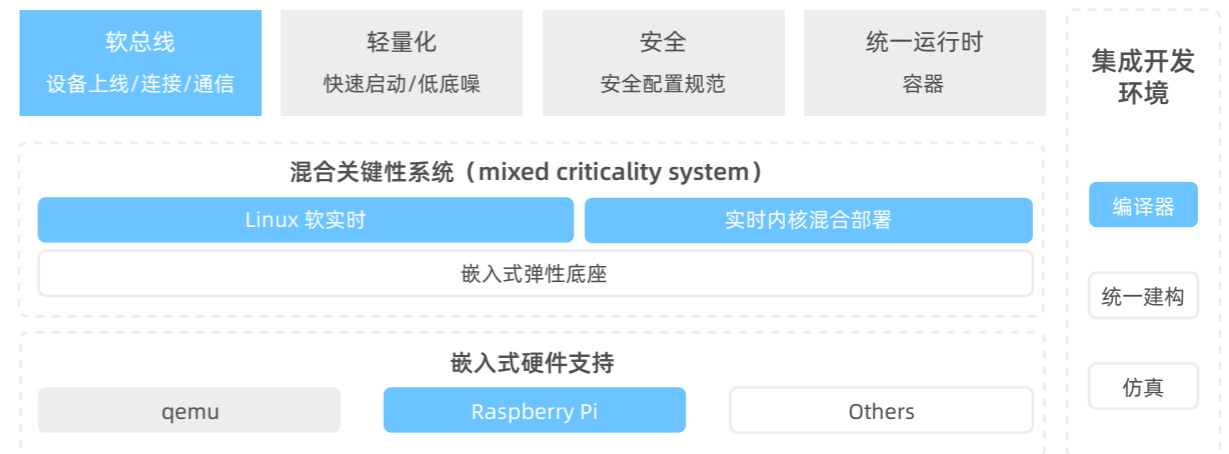 软总线
设备上线/连接/通信
轻量化
快速启动/低底噪
安全
安全配置规范
统一运行时
容器
混合关键性系统（mixed criticality system）
Linux 软实时
实时内核混合部署
嵌入式弹性底座
嵌入式硬件支持
qemu
Raspberry Pi
Others
集成开发
环境
编译器
统一建构
仿真